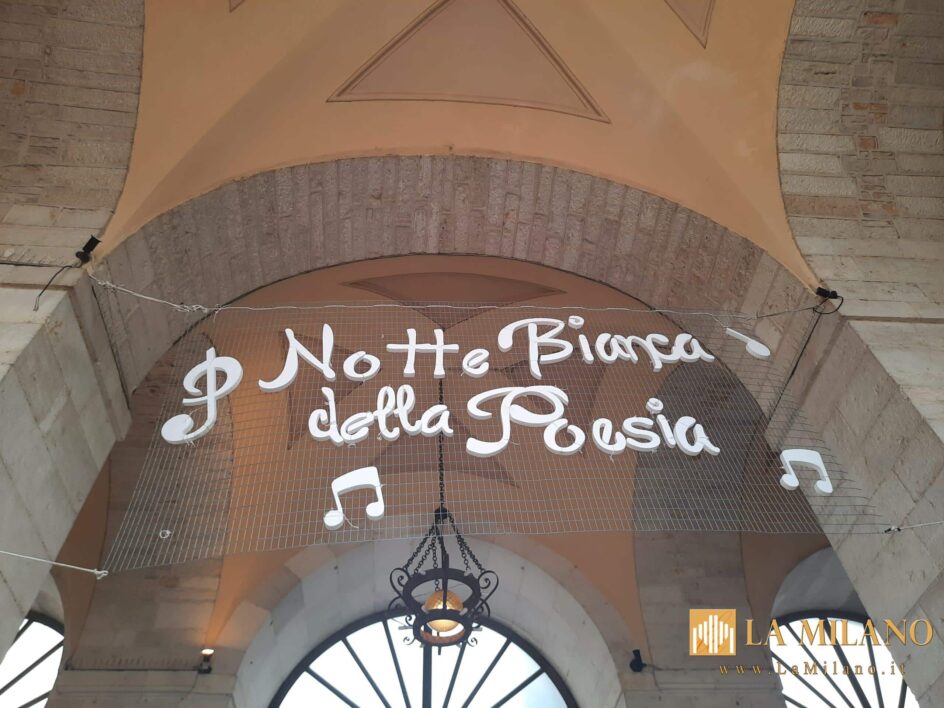 Notte Bianca
della Poesia
LA MILANO
www.LaMilano.it